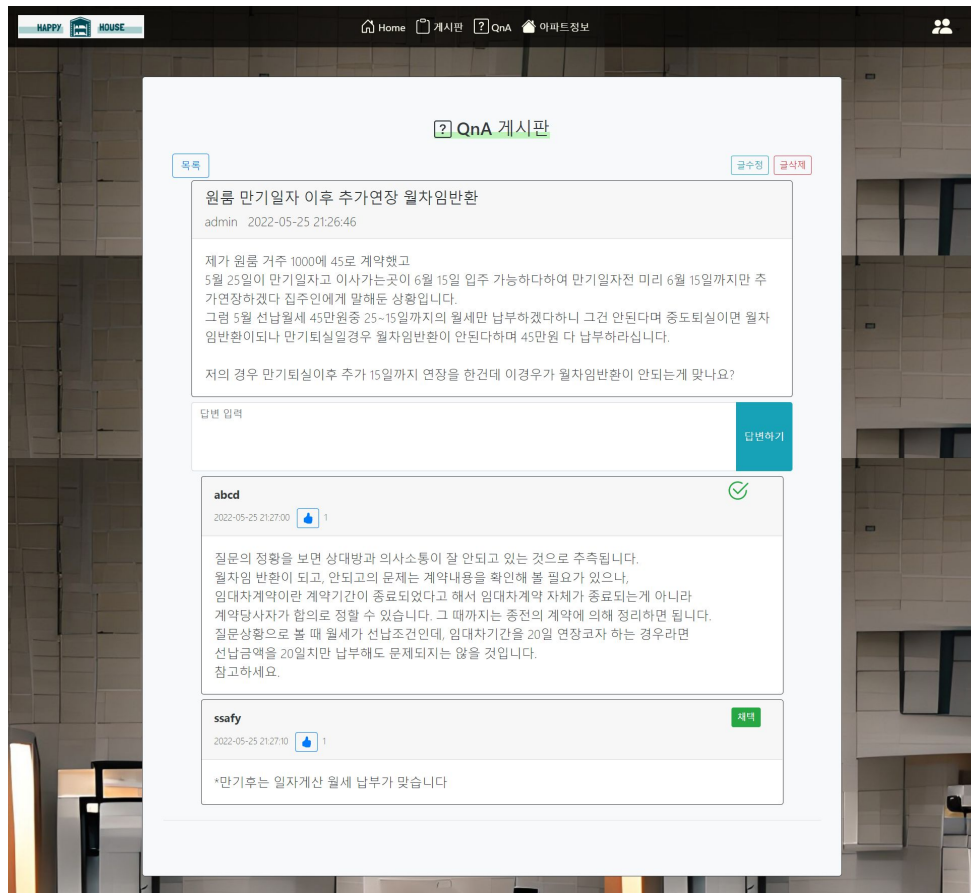 HAPPY HOUSE
Home 게시판 QnA 아파트정보
QnA 게시판
목록 글수정 글삭제
원룸 만기일자 이후 추가연장 월차임반환
admin 2022-05-25 21:26:46
제가 원룸 거주 1000에 45로 계약했고
5월 25일이 만기일자고 이사가는곳이 6월 15일 입주 가능하다하여 만기일자전 미리 6월 15일까지만 추
가연장하겠다 집주인에게 말해둔 상황입니다.
그럼 5월 선납월세 45만원중 25~15일까지의 월세만 납부하겠다하니 그건 안된다며 중도퇴실이면 월차
임반환이되나 만기퇴실일경우 월차임반환이 안된다하며 45만원 다 납부하라십니다.
저의 경우 만기퇴실이후 추가 15일까지 연장을 한건데 이경우가 월차임반환이 안되는게 맞나요?
답변 입력
답변하기
abcd
2022-05-25 21:27:00 1
질문의 정황을 보면 상대방과 의사소통이 잘 안되고 있는 것으로 추측됩니다.
월차임 반환이 되고, 안되고의 문제는 계약내용을 확인해 볼 필요가 있으나,
임대차계약이란 계약기간이 종료되었다고 해서 임대차계약 자체가 종료되는게 아니라
계약당사자가 합의로 정할 수 있습니다. 그 때까지는 종전의 계약에 의해 정리하면 됩니다.
질문상황으로 볼 때 월세가 선납조건인데, 임대차기간을 20일 연장코자 하는 경우라면
선납금액을 20일치만 납부해도 문제되지는 않을 것입니다.
참고하세요.
ssafy 채택
2022-05-25 21:27:10 1
*만기후는 일자계산 월세 납부가 맞습니다